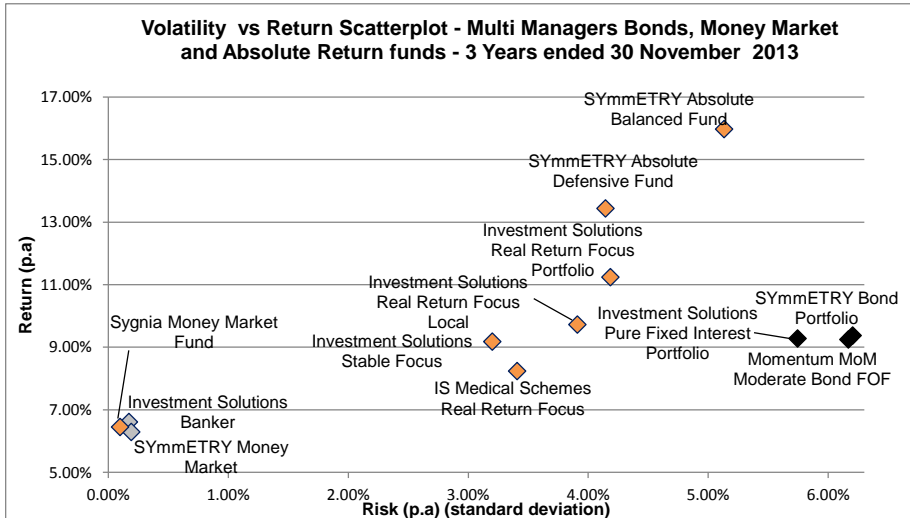 Volatility vs Return Scatterplot - Multi Managers Bonds, Money Market
and Absolute Return funds - 3 Years ended 30 November 2013
17.00%
15.00%
13.00%
11.00%
9.00%
7.00%
5.00%
Return (p.a)
SYmmETRY Absolute
Balanced Fund
SYmmETRY Absolute
Defensive Fund
Investment Solutions
Real Return Focus
Portfolio
Investment Solutions
Real Return Focus
Local
Investment Solutions
Pure Fixed Interest
Portfolio
SYmmETRY Bond
Portfolio
Sygnia Money Market
Fund
Investment Solutions
Stable Focus
Momentum MoM
Moderate Bond FOF
IS Medical Schemes
Real Return Focus
Investment Solutions
Banker
SYmmETRY Money
Market
0.00%
1.00%
2.00%
3.00%
4.00%
5.00%
6.00%
Risk (p.a) (standard deviation)